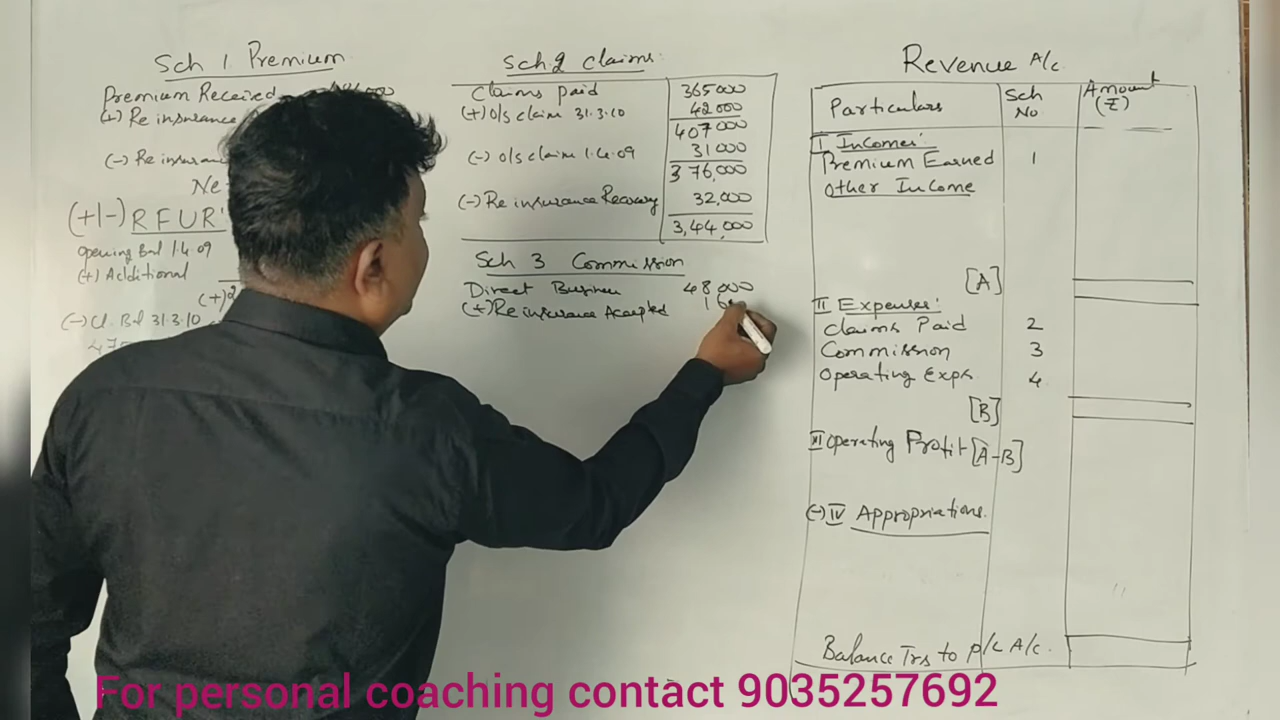 Sch 1 Premium
Premium Received
(+) Re insurance
(-) Re insuran
Ne
(+|-) RFUR
opening Bal 1.4.09
(+) Additional
(+)
(-) Cl. Bal 31.3.10
Sch 2 Claims:
Claims paid 365000
(+) O/s claim 31.3.10 42000
407000
(-) O/s claim 1.4.09 31000
376,000
(-) Re insurance Recovery 32,000
3,44,000
Sch 3 Commission
Direct Business 48,000
(+) Re insurance Accepted
Revenue A/c
Particulars Sch No. Amount (₹)
I Incomes:
Premium Earned 1
Other Income
[A]
II Expenses:
Claims Paid 2
Commission 3
Operating Exps 4
[B]
III Operating Profit [A-B]
(-) IV Appropriations.
Balance Trs to P/L A/c.
For personal coaching contact 9035257692